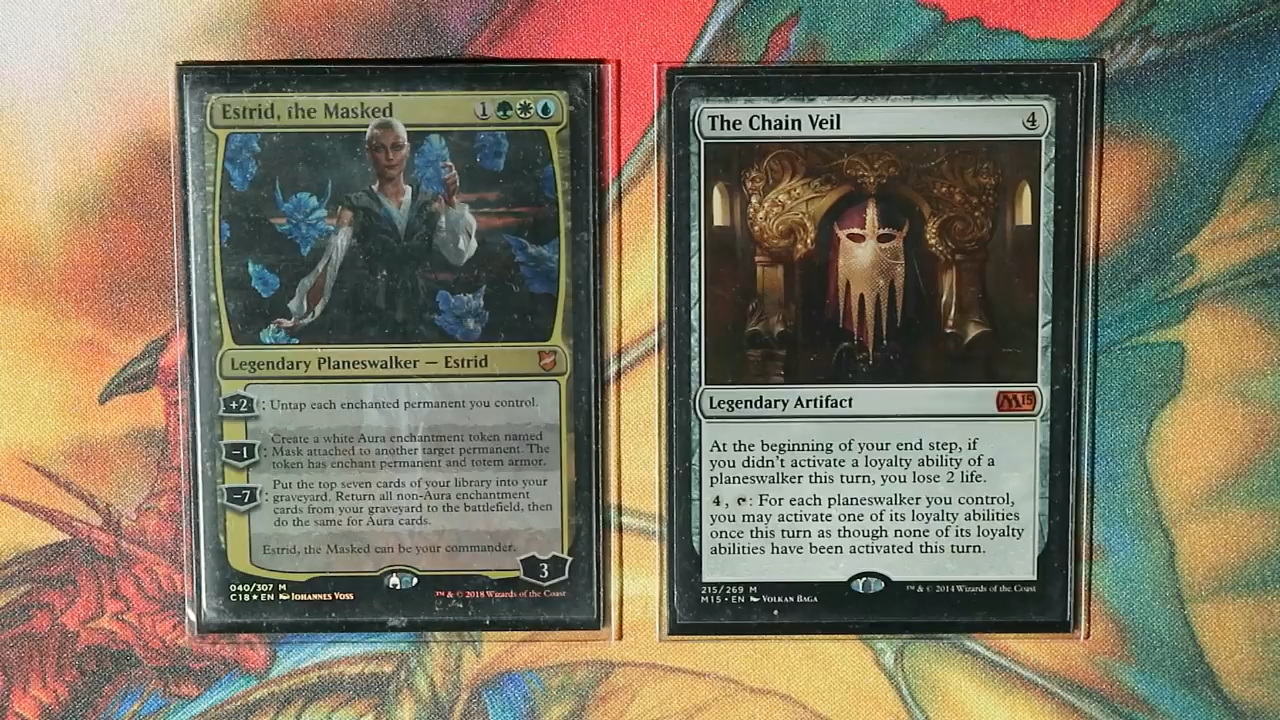 Estrid, the Masked 1
Legendary Planeswalker — Estrid
+2: Untap each enchanted permanent you control.
Create a white Aura enchantment token named
−1: Mask attached to another target permanent. The
token has enchant permanent and totem armor.
Put the top seven cards of your library into your
−7: graveyard. Return all non-Aura enchantment
cards from your graveyard to the battlefield, then
do the same for Aura cards.
Estrid, the Masked can be your commander.
3
040/307 M
C18★EN Johannes Voss
™ & © 2018 Wizards of the Coast
The Chain Veil 4
Legendary Artifact M15
At the beginning of your end step, if
you didn't activate a loyalty ability of a
planeswalker this turn, you lose 2 life.
4, : For each planeswalker you control,
you may activate one of its loyalty abilities
once this turn as though none of its loyalty
abilities have been activated this turn.
215/269 M
M15 • EN Volkan Baga
™ & © 2014 Wizards of the Coast